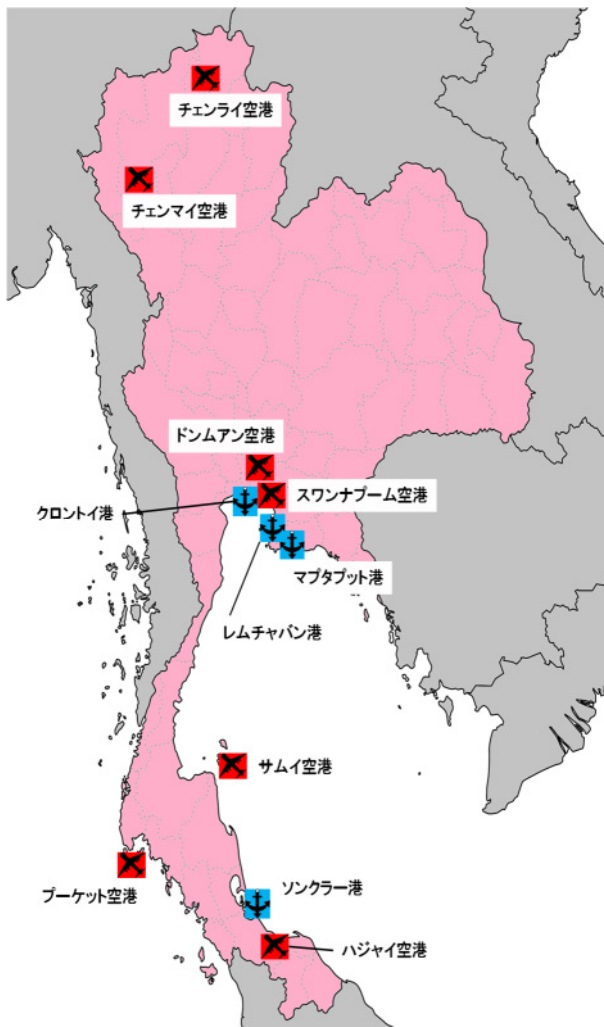 チェンライ空港
チェンマイ空港
ドンムアン空港
スワンナプーム空港
クロントイ港
マプタプット港
レムチャバン港
サムイ空港
プーケット空港
ソンクラー港
ハジャイ空港